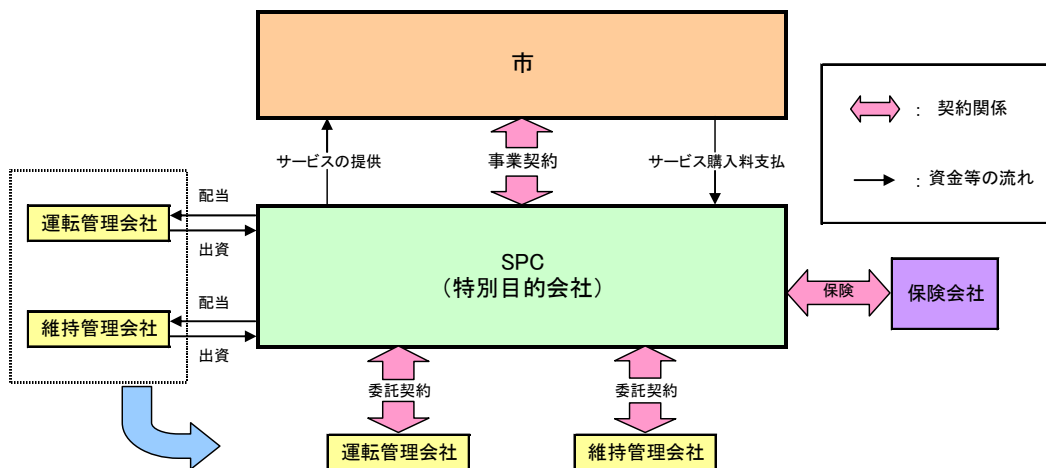 市
サービスの提供
事業契約
サービス購入料支払
：
契約関係
：
資金等の流れ
配当
運転管理会社
出資
配当
維持管理会社
出資
SPC
（特別目的会社）
保険
保険会社
委託契約
委託契約
運転管理会社
維持管理会社